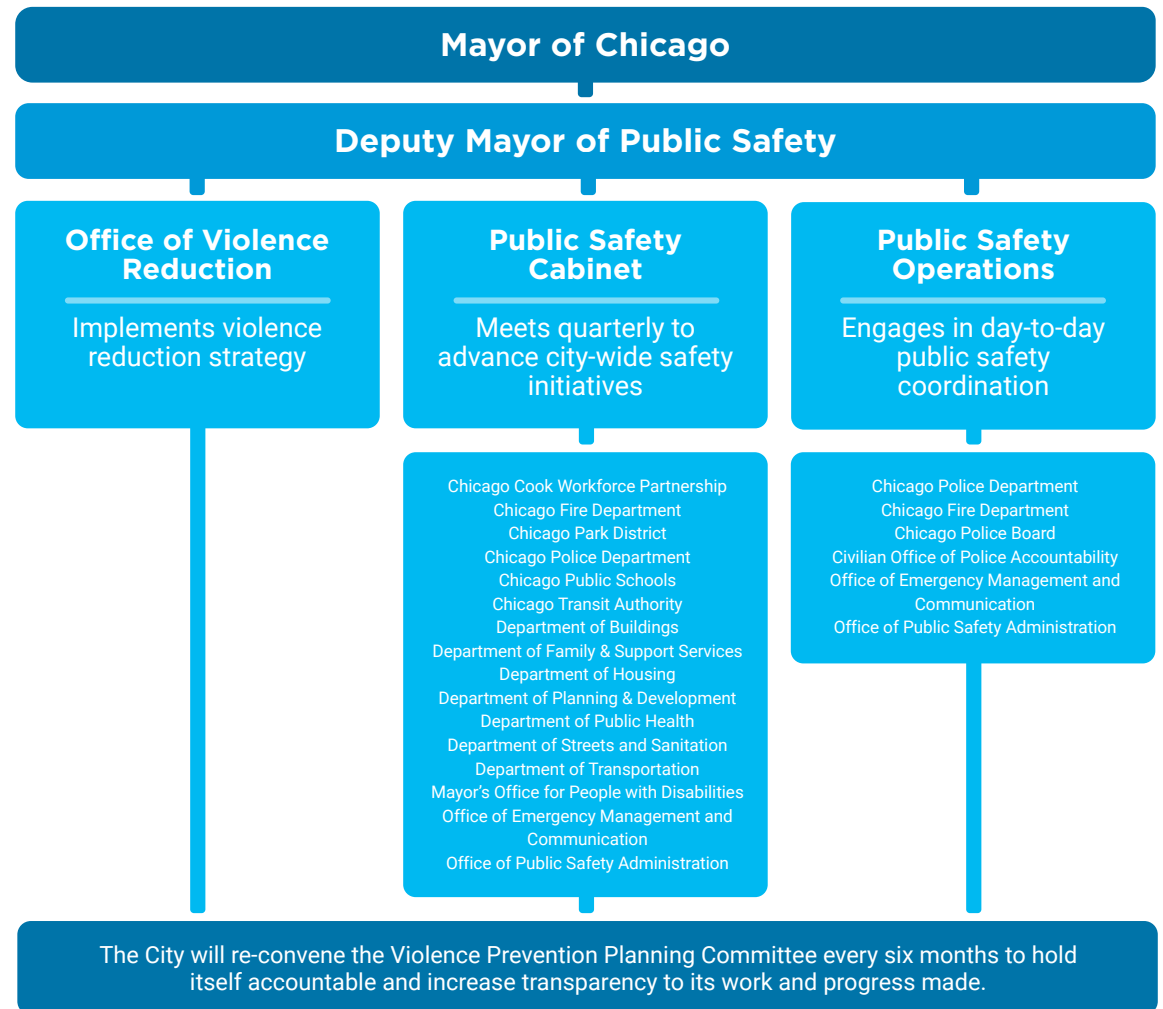 Mayor of Chicago
Deputy Mayor of Public Safety
Office of Violence
Reduction
Implements violence
reduction strategy
Public Safety
Cabinet
Meets quarterly to
advance city-wide safety
initiatives
Chicago Cook Workforce Partnership
Chicago Fire Department
Chicago Park District
Chicago Police Department
Chicago Public Schools
Chicago Transit Authority
Department of Buildings
Department of Family & Support Services
Department of Housing
Department of Planning & Development
Department of Public Health
Department of Streets and Sanitation
Department of Transportation
Mayor's Office for People with Disabilities
Office of Emergency Management and
Communication
Office of Public Safety Administration
Public Safety
Operations
Engages in day-to-day
public safety
coordination
Chicago Police Department
Chicago Fire Department
Chicago Police Board
Civilian Office of Police Accountability
Office of Emergency Management and
Communication
Office of Public Safety Administration
The City will re-convene the Violence Prevention Planning Committee every six months to hold
itself accountable and increase transparency to its work and progress made.